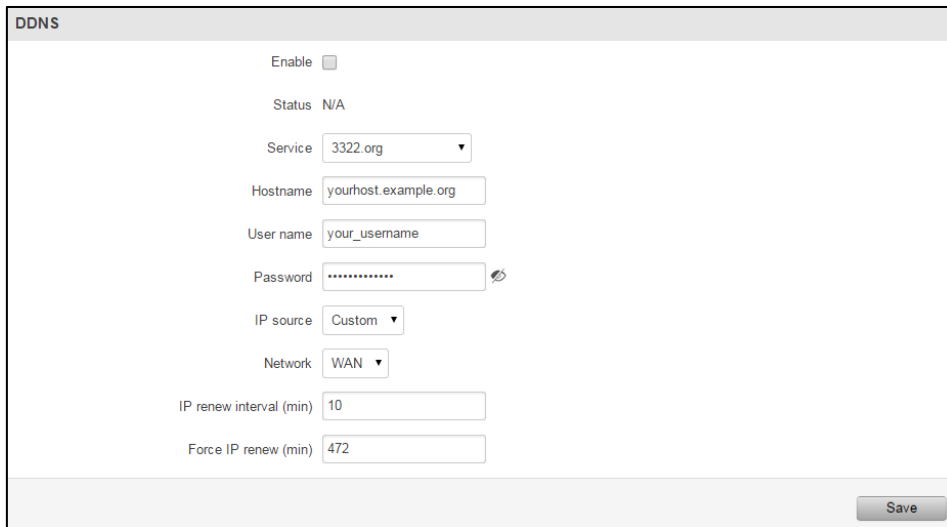 DDNS
Enable
Status N/A
Service 3322.org
Hostname yourhost.example.org
User name your_username
Password •••••••••••••
IP source Custom
Network WAN
IP renew interval (min) 10
Force IP renew (min) 472
Save